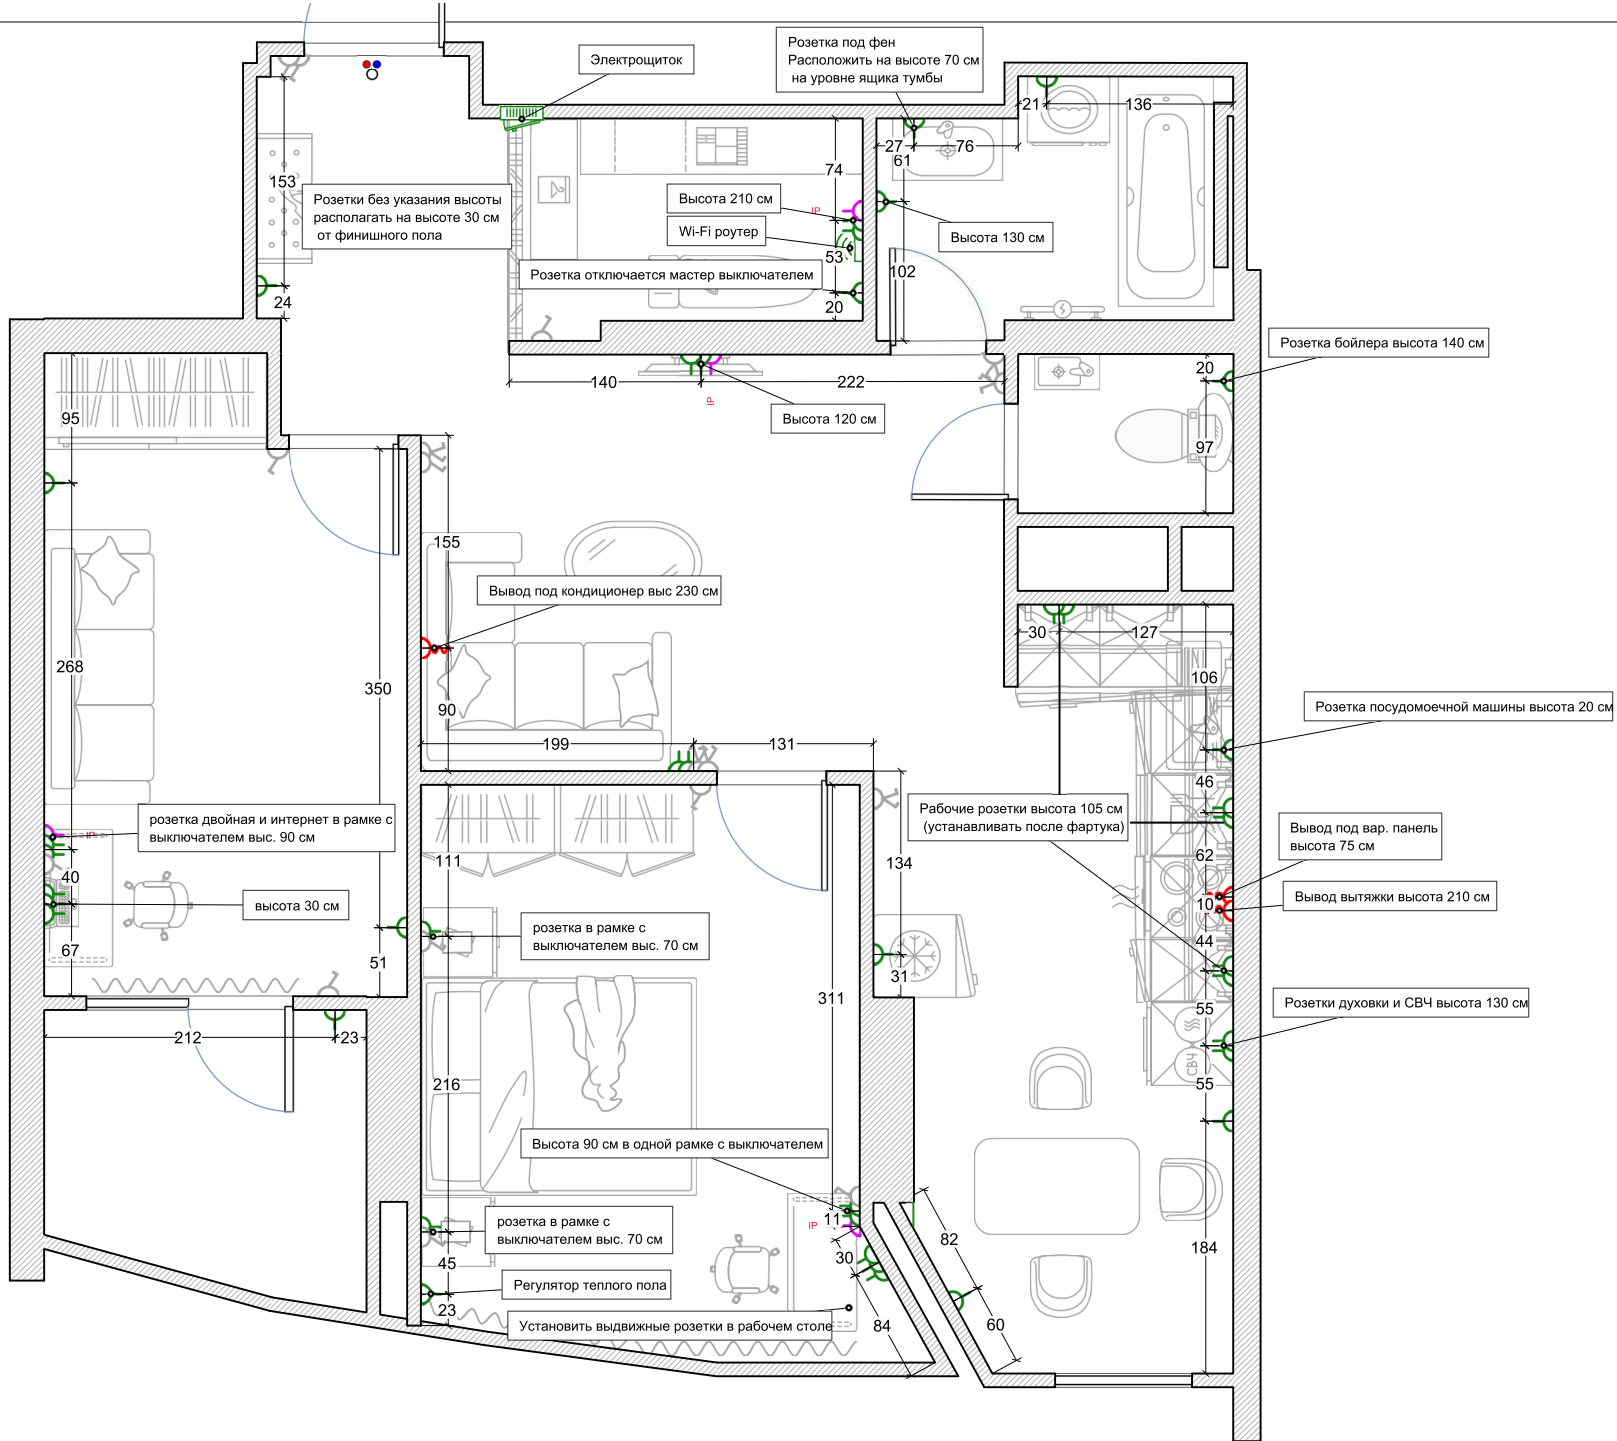 Электрощиток
Розетка под фен
Расположить на высоте 70 см
на уровне ящика тумбы
21
136
27
76
61
74
153
Розетки без указания высоты
располагать на высоте 30 см
от финишного пола
Высота 210 см
IP
Wi-Fi роутер
Высота 130 см
53
Розетка отключается мастер выключателем
102
24
20
Розетка бойлера высота 140 см
20
140
222
IP
Высота 120 см
95
97
155
Вывод под кондиционер выс 230 см
30
127
268
350
106
90
Розетка посудомоечной машины высота 20 см
199
131
46
розетка двойная и интернет в рамке с
выключателем выс. 90 см
IP
Рабочие розетки высота 105 см
(устанавливать после фартука)
Вывод под вар. панель
высота 75 см
62
111
134
40
высота 30 см
10
Вывод вытяжки высота 210 см
розетка в рамке с
выключателем выс. 70 см
44
67
51
31
311
Розетки духовки и СВЧ высота 130 см
55
212
23
СВЧ
216
55
Высота 90 см в одной рамке с выключателем
розетка в рамке с
выключателем выс. 70 см
IP
11
82
184
45
30
Регулятор теплого пола
23
Установить выдвижные розетки в рабочем столе
84
60